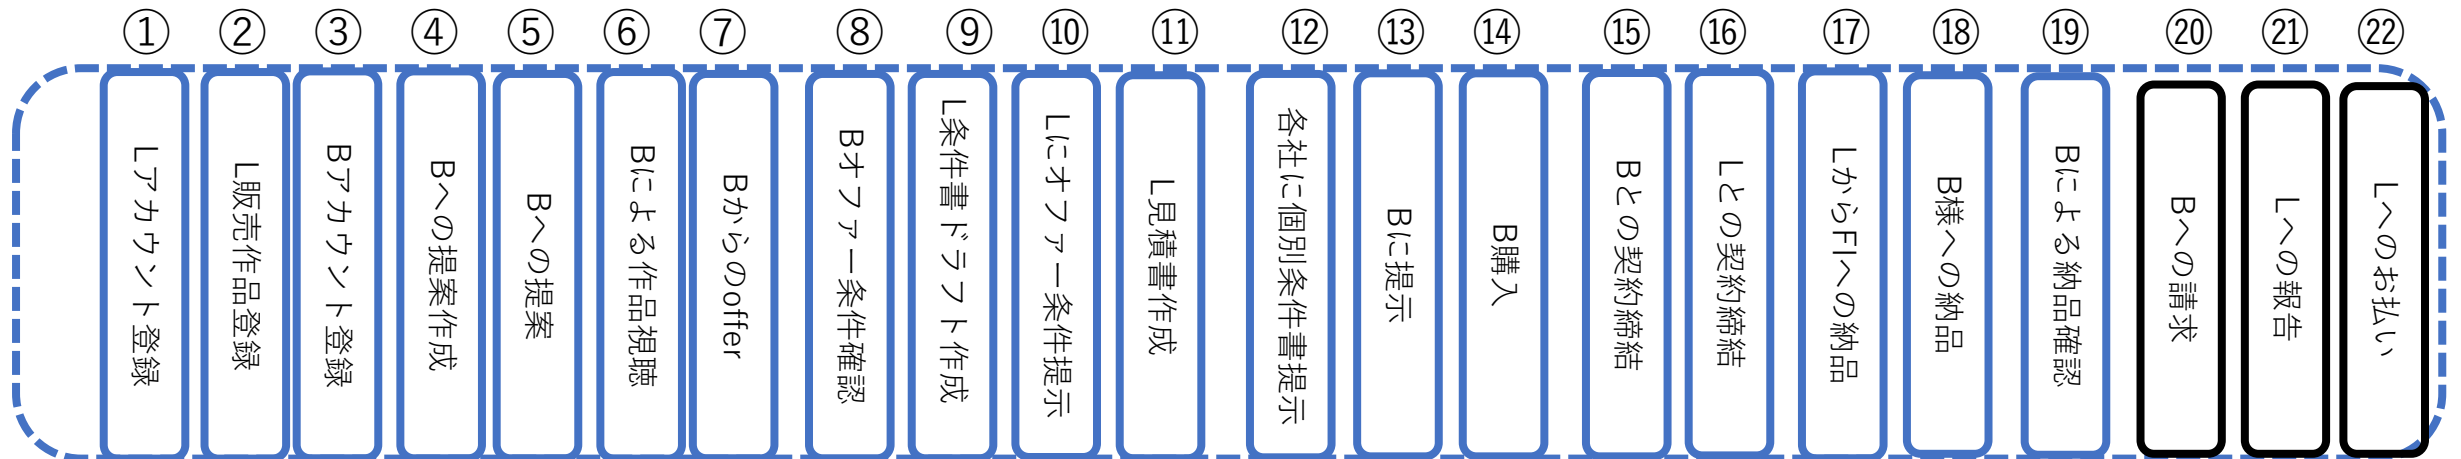 ①
②
③
④
⑤
⑥
⑦
⑧
⑨
⑩
⑪
⑫
⑬
⑭
⑮
⑯
⑰
⑱
⑲
⑳
㉑
㉒
Lアカウント登録
L販売作品登録
Bアカウント登録
Bへの提案作成
Bへの提案
Bによる作品視聴
Bからのoffer
Bオファー条件確認
L条件書ドラフト作成
Lにオファー条件提示
L見積書作成
各社に個別条件書提示
Bに提示
B購入
Bとの契約締結
Lとの契約締結
LからFIへの納品
B様への納品
Bによる納品確認
Bへの請求
Lへの報告
Lへのお払い